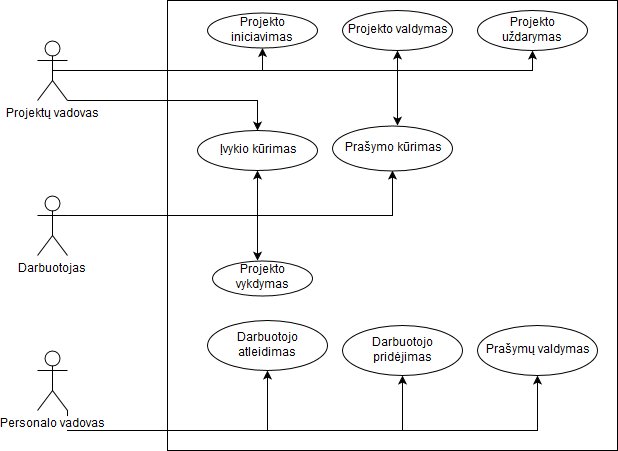 Projekto
iniciavimas
Projekto valdymas
Projekto
uždarymas
Projektų vadovas
Įvykio kūrimas
Prašymo kūrimas
Darbuotojas
Projekto
vykdymas
Darbuotojo
atleidimas
Darbuotojo
pridėjimas
Prašymų valdymas
Personalo vadovas